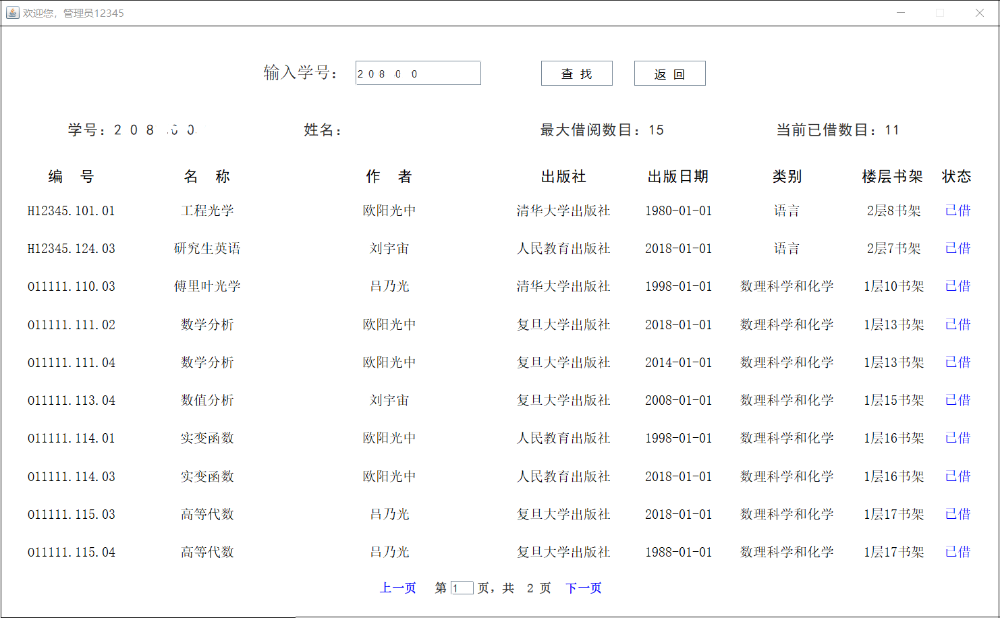 欢迎您，管理员12345
输入学号： 208 0 0 查 找 返 回
学号：208 0 0 姓名： 最大借阅数目：15 当前已借数目：11
编 号 名 称 作 者 出版社 出版日期 类别 楼层书架 状态
H12345.101.01 工程光学 欧阳光中 清华大学出版社 1980-01-01 语言 2层8书架 已借
H12345.124.03 研究生英语 刘宇宙 人民教育出版社 2018-01-01 语言 2层7书架 已借
O11111.110.03 傅里叶光学 吕乃光 清华大学出版社 1998-01-01 数理科学和化学 1层10书架 已借
O11111.111.02 数学分析 欧阳光中 复旦大学出版社 2018-01-01 数理科学和化学 1层13书架 已借
O11111.111.04 数学分析 欧阳光中 复旦大学出版社 2014-01-01 数理科学和化学 1层13书架 已借
O11111.113.04 数值分析 刘宇宙 复旦大学出版社 2008-01-01 数理科学和化学 1层15书架 已借
O11111.114.01 实变函数 欧阳光中 人民教育出版社 1998-01-01 数理科学和化学 1层16书架 已借
O11111.114.03 实变函数 欧阳光中 人民教育出版社 2018-01-01 数理科学和化学 1层16书架 已借
O11111.115.03 高等代数 吕乃光 复旦大学出版社 2018-01-01 数理科学和化学 1层17书架 已借
O11111.115.04 高等代数 吕乃光 复旦大学出版社 1988-01-01 数理科学和化学 1层17书架 已借
上一页 第 1 页，共 2 页 下一页